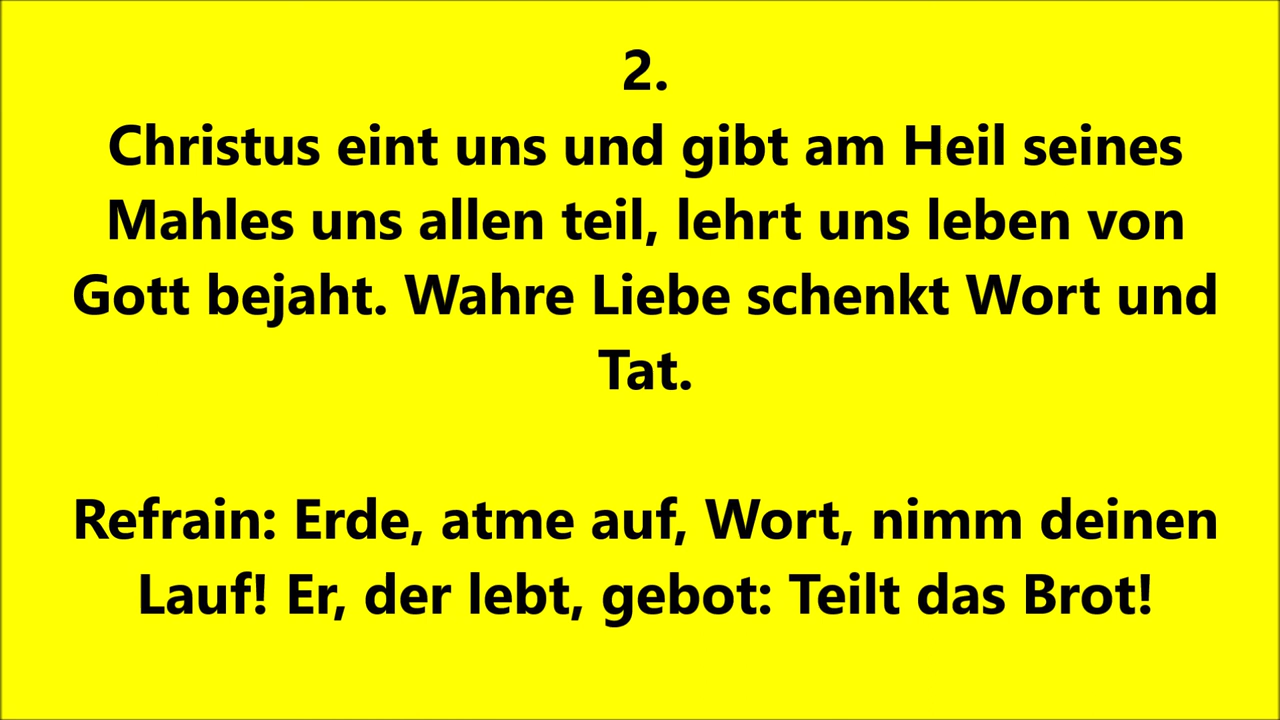 2.
Christus eint uns und gibt am Heil seines
Mahles uns allen teil, lehrt uns leben von
Gott bejaht. Wahre Liebe schenkt Wort und
Tat.
Refrain: Erde, atme auf, Wort, nimm deinen
Lauf! Er, der lebt, gebot: Teilt das Brot!